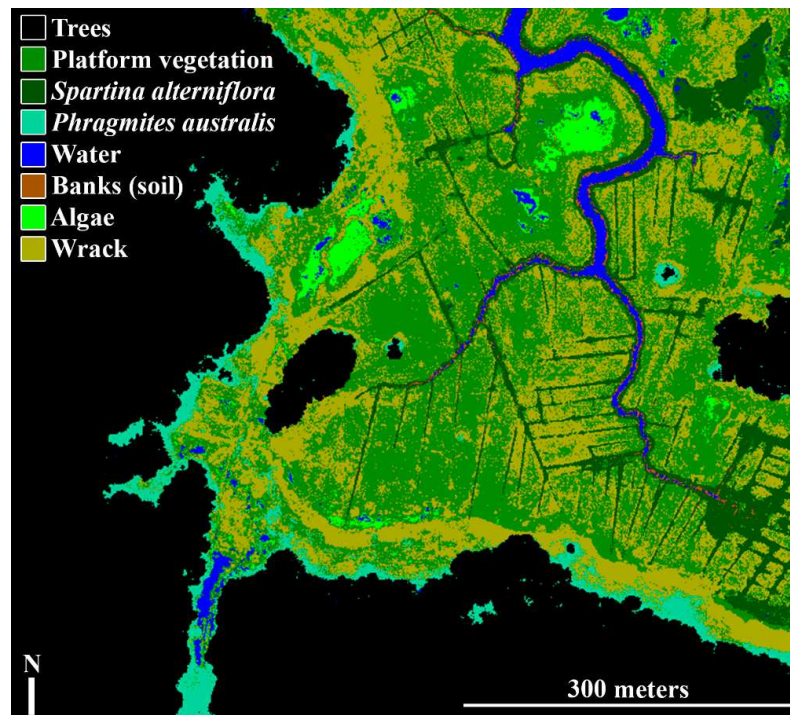 Trees
Platform vegetation
Spartina alterniflora
Phragmites australis
Water
Banks (soil)
Algae
Wrack
N
300 meters